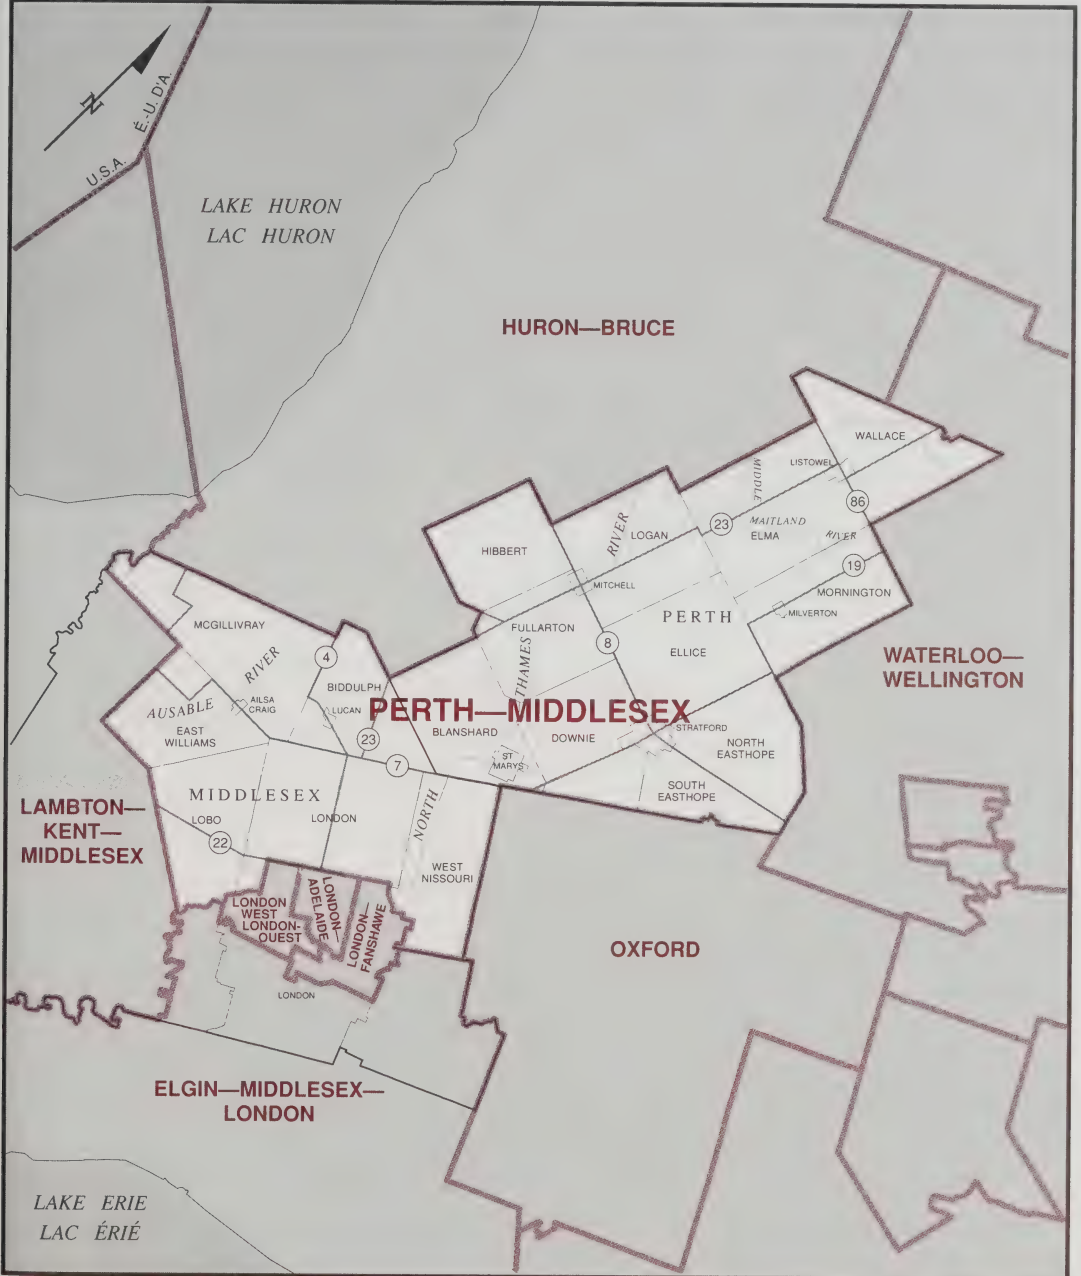 N
É.-U. D'A.
U.S.A.
LAKE HURON
LAC HURON
HURON—BRUCE
WALLACE
LISTOWEL
MIDDLE
86
RIVER
LOGAN
23
MAITLAND
ELMA
RIVER
HIBBERT
19
MITCHELL
MORNINGTON
MILVERTON
MCGILLIVRAY
FULLARTON
PERTH
8
ELLICE
RIVER
4
THAMES
WATERLOO—
WELLINGTON
BIDDULPH
AILSA
CRAIG
LUCAN
AUSABLE
PERTH—MIDDLESEX
EAST
WILLIAMS
23
BLANSHARD
DOWNIE
STRATFORD
NORTH
EASTHOPE
7
ST
MARYS
SOUTH
EASTHOPE
MIDDLESEX
LAMBTON—
KENT—
MIDDLESEX
LOBO
LONDON
NORTH
22
WEST
NISSOURI
LONDON
WEST
LONDON-
OUEST
LONDON—
ADELAIDE
LONDON—
FANSHAWE
OXFORD
LONDON
ELGIN—MIDDLESEX—
LONDON
LAKE ERIE
LAC ÉRIÉ